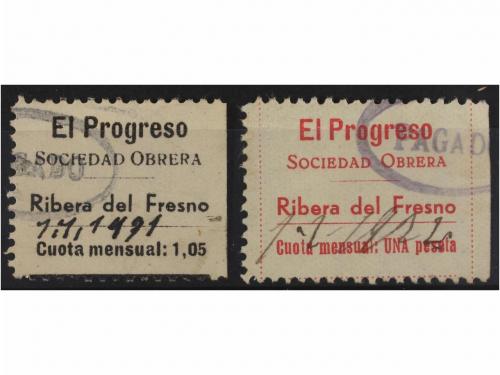 El Progreso
SOCIEDAD OBRERA
Ribera del Fresno
Cuota mensual: 1,05
El Progreso
SOCIEDAD OBRERA
PAGADO
Ribera del Fresno
Cuota mensual: UNA peseta